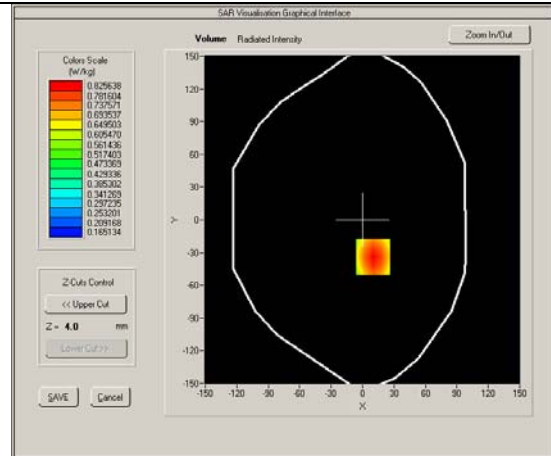 SAR Visualisation Graphical Interface
Volume Radiated Intensity
Zoom In/Out
Colors Scale
(W/kg)
0.825638
0.781604
0.737571
0.693537
0.649503
0.605470
0.561436
0.517403
0.473369
0.429336
0.385302
0.341269
0.297235
0.253201
0.209168
0.165134
Z-Cuts Control
<< Upper Cut
Z = 4.0 mm
Lower Cut >>
SAVE Cancel
150
120
90
60
30
0
-30
-60
-90
-120
-150
Y
-150 -120 -90 -60 -30 0 30 60 90 120 150
X